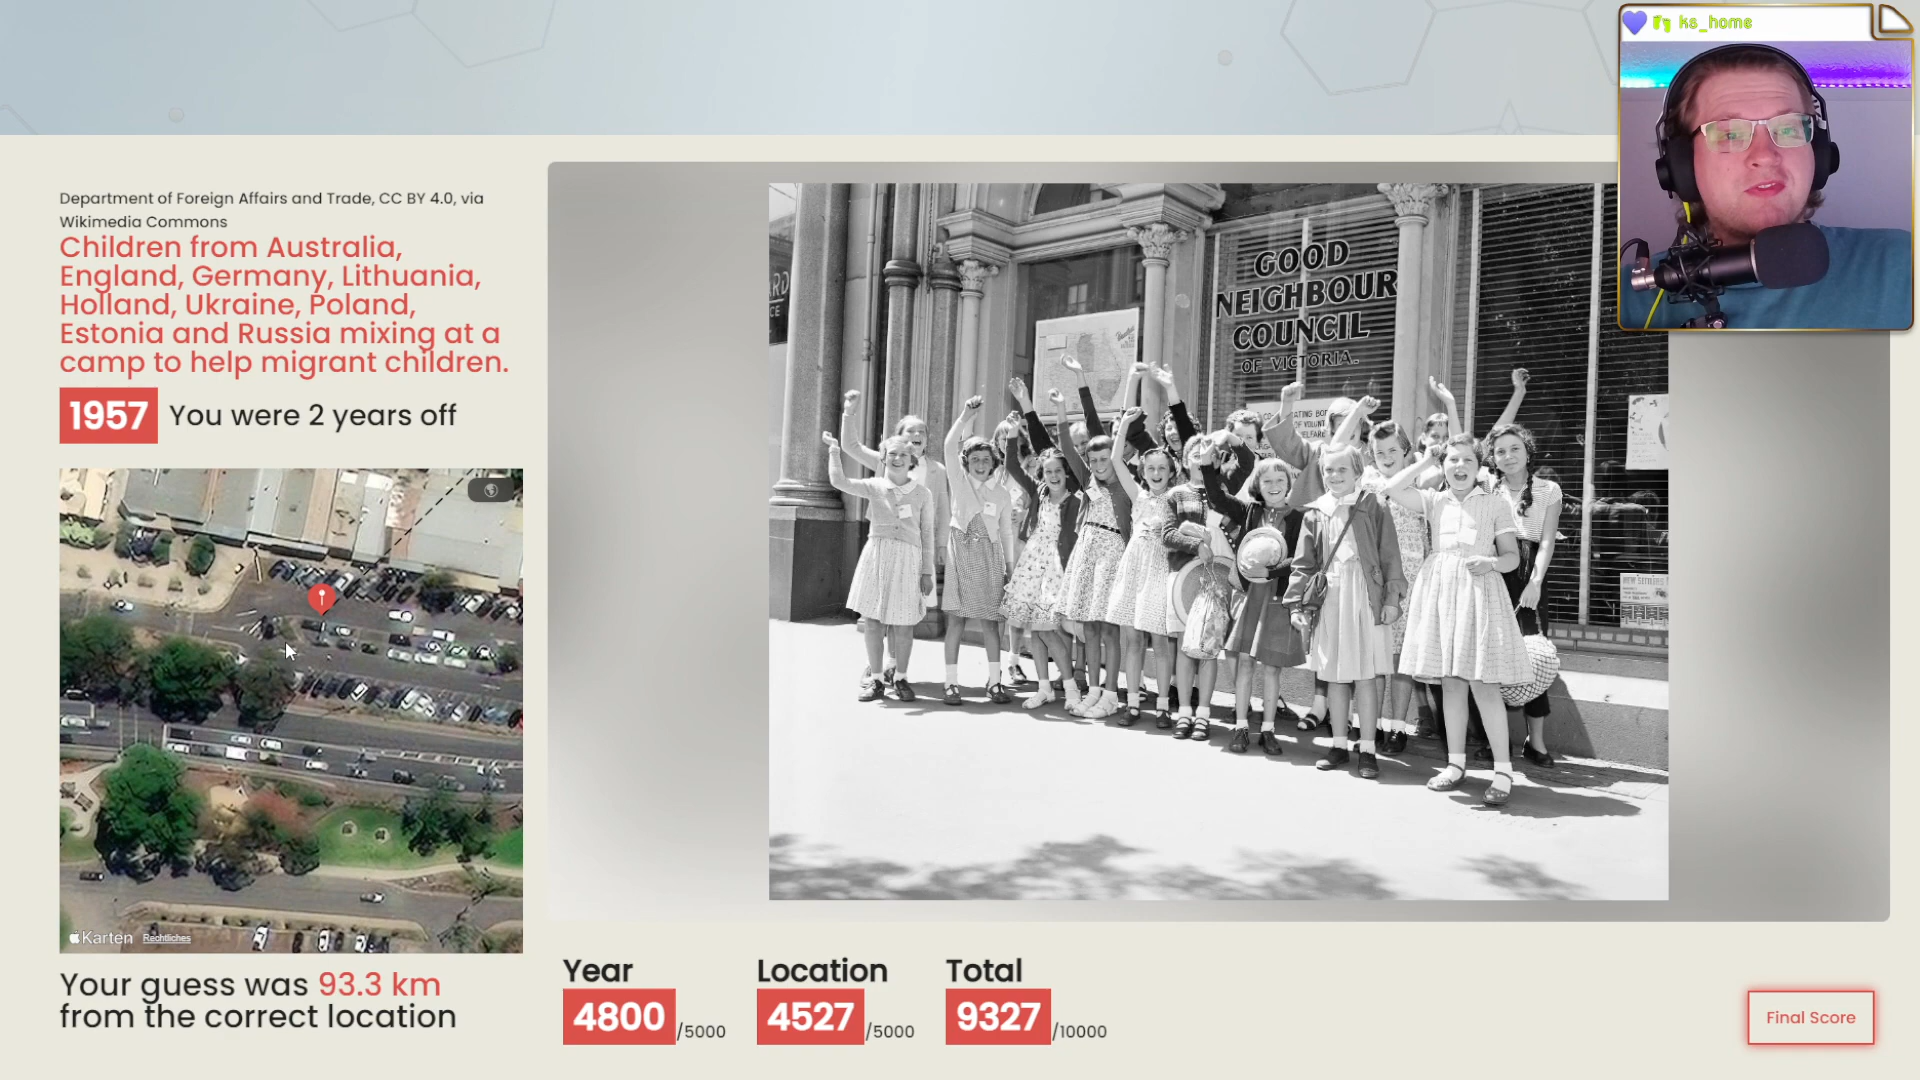 ks_home
Department of Foreign Affairs and Trade, CC BY 4.0, via
Wikimedia Commons
Children from Australia,
England, Germany, Lithuania,
Holland, Ukraine, Poland,
Estonia and Russia mixing at a
camp to help migrant children.
1957 You were 2 years off
GOOD
NEIGHBOUR
COUNCIL
OF VICTORIA.
Karten Rechtliches
Your guess was 93.3 km
from the correct location
Year
4800/5000
Location
4527/5000
Total
9327/10000
Final Score